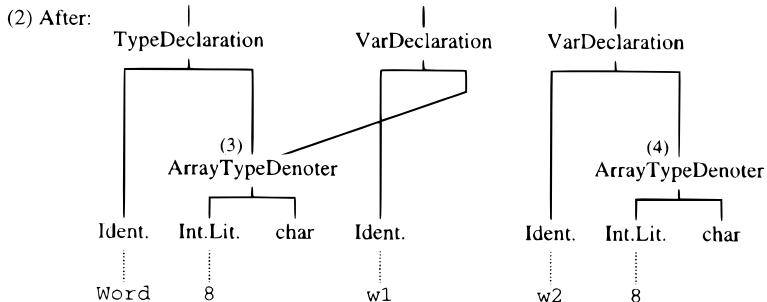 (2) After:
TypeDeclaration VarDeclaration VarDeclaration
(3) (4)
ArrayTypeDenoter ArrayTypeDenoter
Ident. Int.Lit. char Ident. Ident. Int.Lit. char
Word 8 w1 w2 8